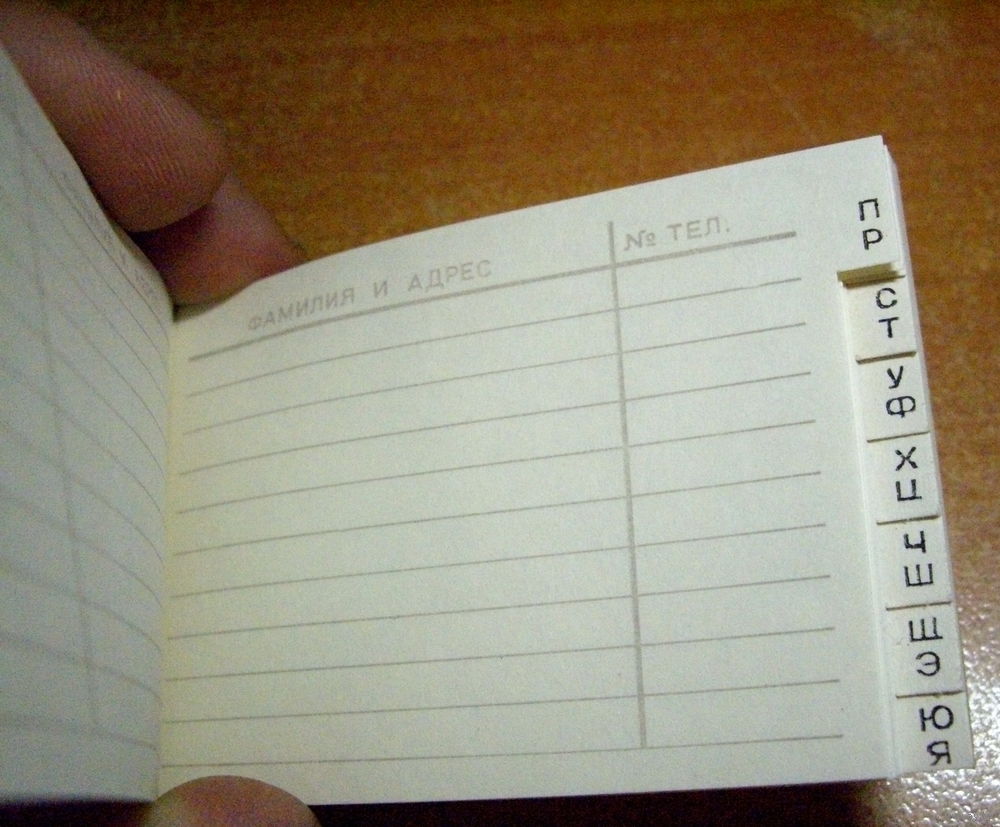 ФАМИЛИЯ И АДРЕС
№ ТЕЛ.
П
Р
С
Т
У
Ф
Х
Ц
Ч
Ш
Щ
Э
Ю
Я